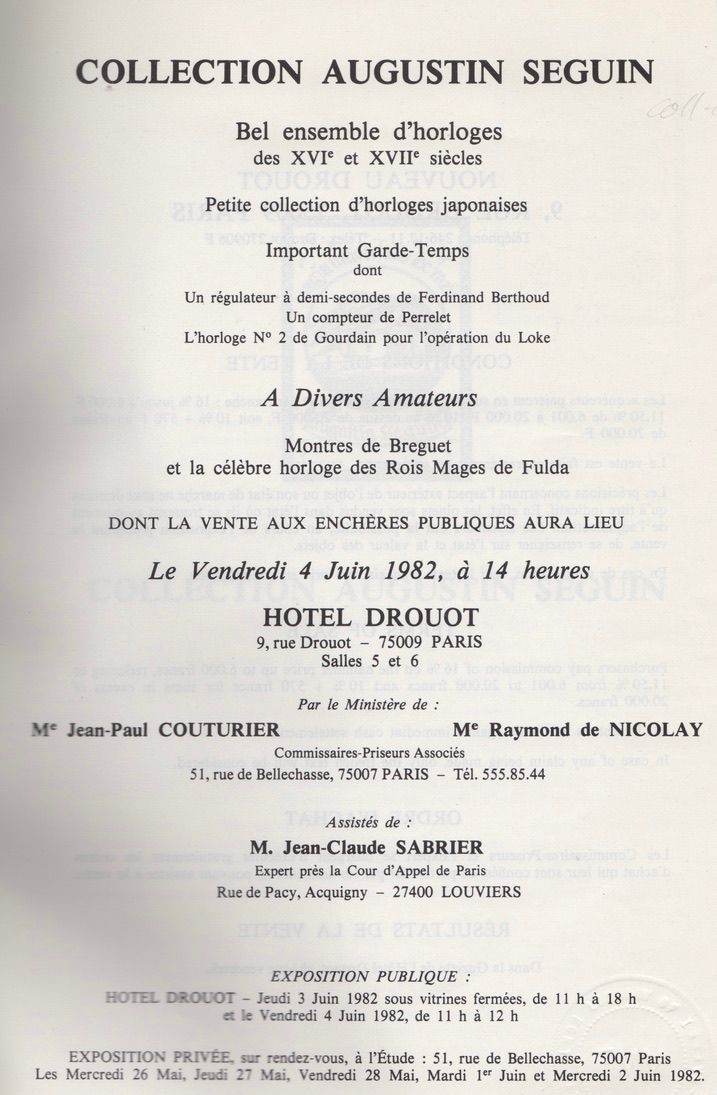 COLLECTION AUGUSTIN SEGUIN
coll-
Bel ensemble d'horloges
des XVIe et XVIIe siècles
Petite collection d'horloges japonaises
Important Garde-Temps
dont
Un régulateur à demi-secondes de Ferdinand Berthoud
Un compteur de Perrelet
L'horloge No 2 de Gourdain pour l'opération du Loke
A Divers Amateurs
Montres de Breguet
et la célèbre horloge des Rois Mages de Fulda
DONT LA VENTE AUX ENCHÈRES PUBLIQUES AURA LIEU
Le Vendredi 4 Juin 1982, à 14 heures
HOTEL DROUOT
9, rue Drouot – 75009 PARIS
Salles 5 et 6
Par le Ministère de :
Me Jean-Paul COUTURIER Me Raymond de NICOLAY
Commissaires-Priseurs Associés
51, rue de Bellechasse, 75007 PARIS – Tél. 555.85.44
Assistés de :
M. Jean-Claude SABRIER
Expert près la Cour d'Appel de Paris
Rue de Pacy, Acquigny – 27400 LOUVIERS
EXPOSITION PUBLIQUE :
HOTEL DROUOT – Jeudi 3 Juin 1982 sous vitrines fermées, de 11 h à 18 h
et le Vendredi 4 Juin 1982, de 11 h à 12 h
EXPOSITION PRIVÉE, sur rendez-vous, à l'Étude : 51, rue de Bellechasse, 75007 Paris
Les Mercredi 26 Mai, Jeudi 27 Mai, Vendredi 28 Mai, Mardi 1er Juin et Mercredi 2 Juin 1982.